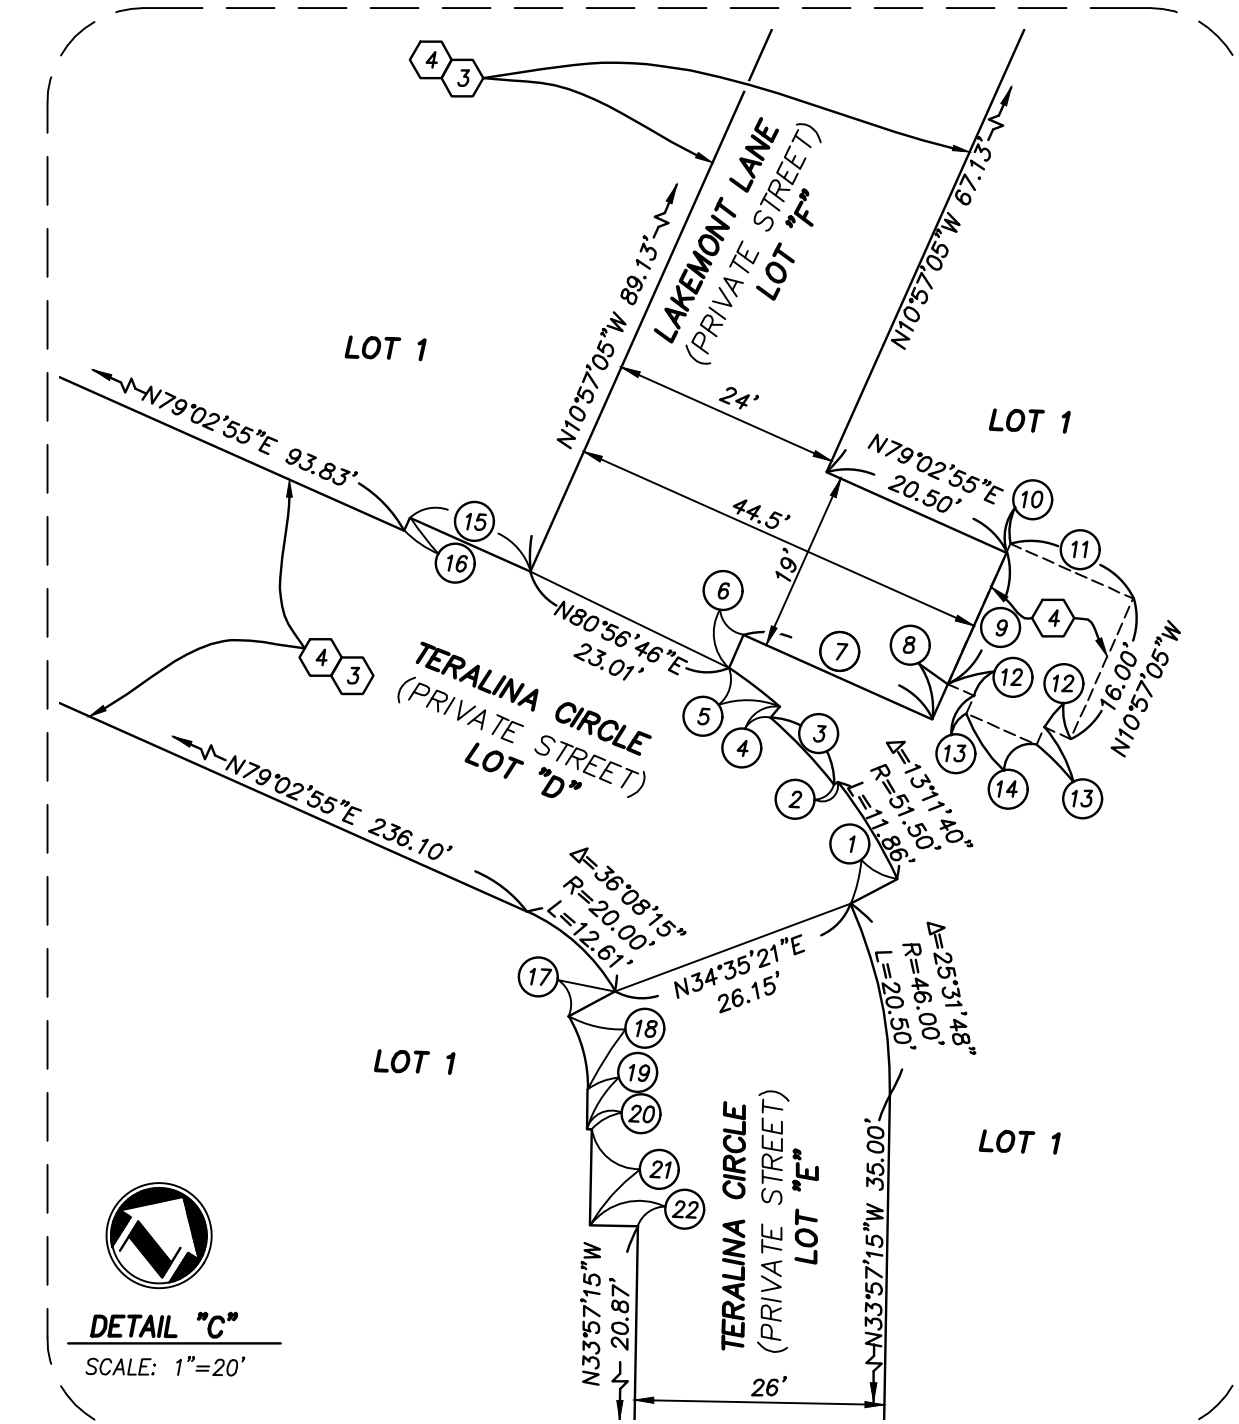 4
3
LAKEMONT LANE
(PRIVATE STREET)
LOT "F"
N10°57'05"W 89.13'
N10°57'05"W 67.13'
LOT 1
LOT 1
N79°02'55"E 93.83'
24'
N79°02'55"E
20.50'
44.5'
19'
10
11
15
16
6
7
8
9
4
N80°56'46"E
23.01'
12
12
16.00'
N10°57'05"W
4
3
TERALINA CIRCLE
(PRIVATE STREET)
LOT "D"
5
4
3
13
14
13
2
1
Δ=13°11'40"
R=51.50'
L=11.86'
N79°02'55"E 236.10'
Δ=36°08'15"
R=20.00'
L=12.61'
N34°35'21"E
26.15'
Δ=25°31'48"
R=46.00'
L=20.50'
17
18
19
20
21
22
LOT 1
LOT 1
TERALINA CIRCLE
(PRIVATE STREET)
LOT "E"
N33°57'15"W
20.87'
N33°57'15"W 35.00'
26'
DETAIL "C"
SCALE: 1"=20'